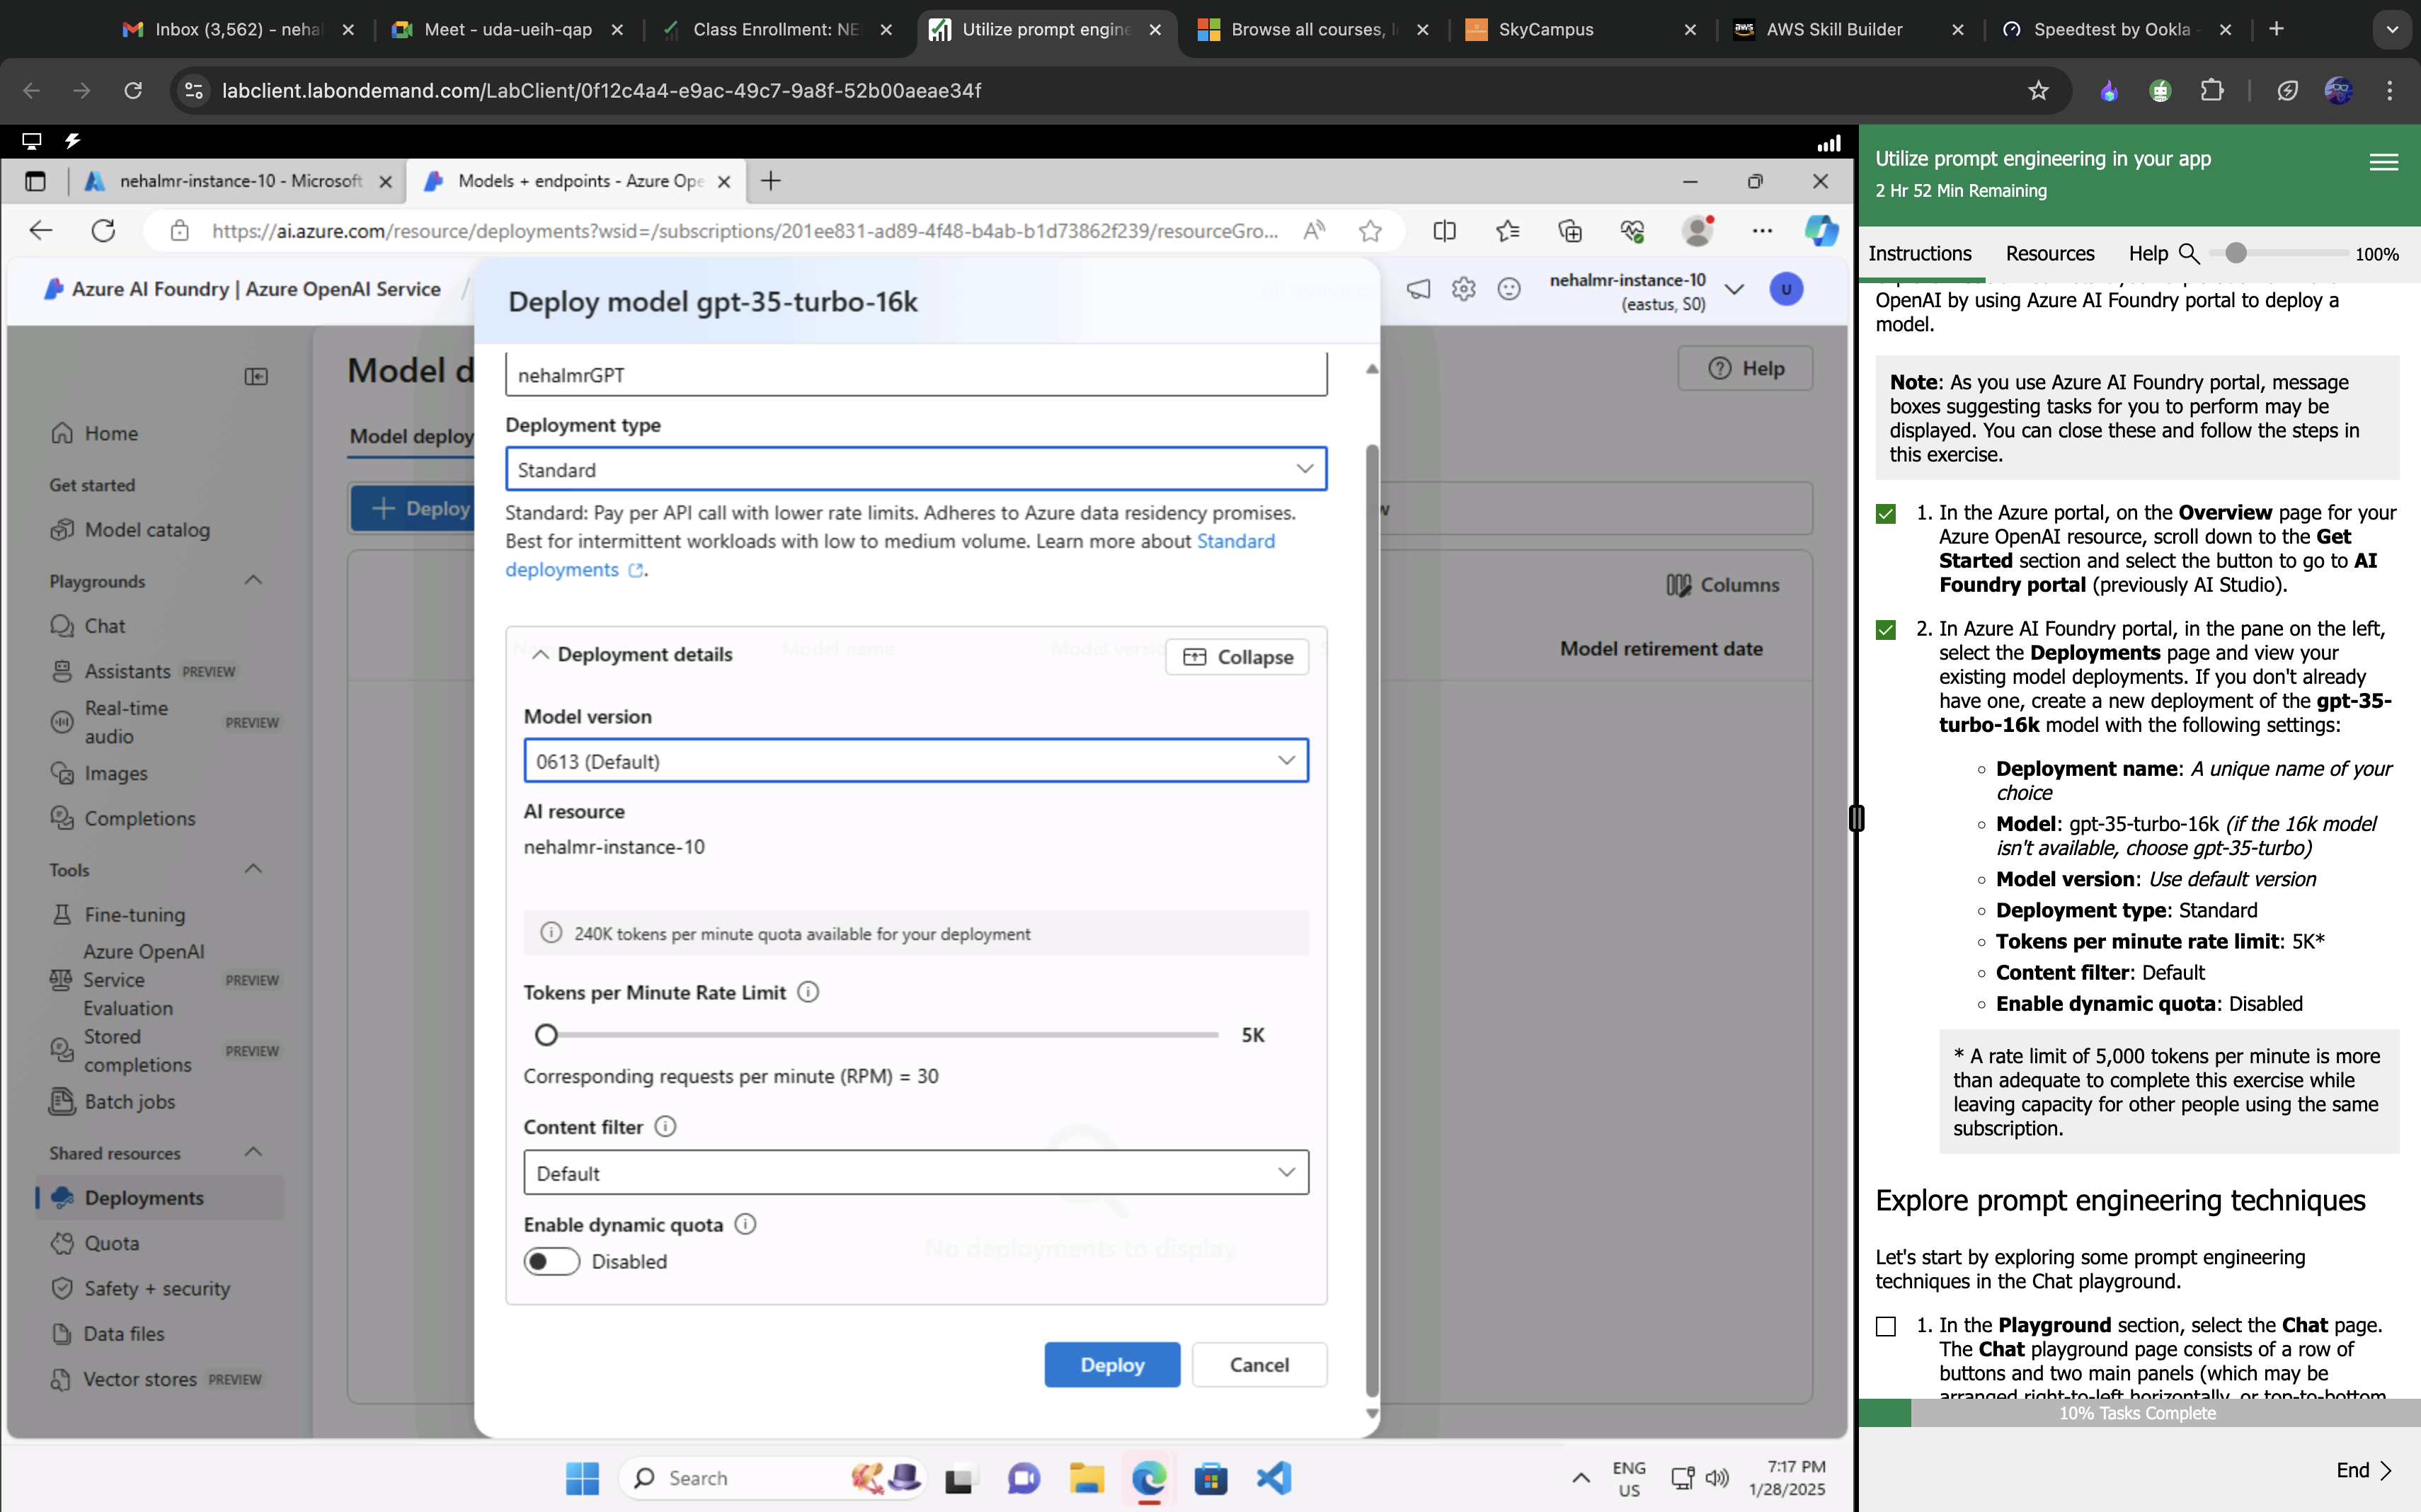 Inbox (3,562) - neha
Meet - uda-ueih-qap
Class Enrollment: NE
Utilize prompt engine
Browse all courses, l
SkyCampus
AWS Skill Builder
Speedtest by Ookla -
labclient.labondemand.com/LabClient/0f12c4a4-e9ac-49c7-9a8f-52b00aeae34f
nehalmr-instance-10 - Microsoft
Models + endpoints - Azure Ope
https://ai.azure.com/resource/deployments?wsid=/subscriptions/201ee831-ad89-4f48-b4ab-b1d73862f239/resourceGro...
Azure AI Foundry | Azure OpenAI Service /
All resources
nehalmr-instance-10
(eastus, S0)
U
Home
Get started
Model catalog
Playgrounds
Chat
Assistants PREVIEW
Real-time
audio
PREVIEW
Images
Completions
Tools
Fine-tuning
Azure OpenAI
Service
Evaluation
PREVIEW
Stored
completions
PREVIEW
Batch jobs
Shared resources
Deployments
Quota
Safety + security
Data files
Vector stores PREVIEW
Model d
Help
Model deploy
Deploy
w
Columns
Model retirement date
Deploy model gpt-35-turbo-16k
nehalmrGPT
Deployment type
Standard
Standard: Pay per API call with lower rate limits. Adheres to Azure data residency promises.
Best for intermittent workloads with low to medium volume. Learn more about Standard
deployments .
Deployment details
Collapse
Model name
Model version
0613 (Default)
AI resource
nehalmr-instance-10
240K tokens per minute quota available for your deployment
Tokens per Minute Rate Limit
5K
Corresponding requests per minute (RPM) = 30
Content filter
Default
Enable dynamic quota
No deployments to display
Disabled
Deploy
Cancel
Search
ENG
US
7:17 PM
1/28/2025
Utilize prompt engineering in your app
2 Hr 52 Min Remaining
Instructions
Resources
Help
100%
OpenAI by using Azure AI Foundry portal to deploy a
model.
Note: As you use Azure AI Foundry portal, message
boxes suggesting tasks for you to perform may be
displayed. You can close these and follow the steps in
this exercise.
1. In the Azure portal, on the Overview page for your
Azure OpenAI resource, scroll down to the Get
Started section and select the button to go to AI
Foundry portal (previously AI Studio).
2. In Azure AI Foundry portal, in the pane on the left,
select the Deployments page and view your
existing model deployments. If you don't already
have one, create a new deployment of the gpt-35-
turbo-16k model with the following settings:
Deployment name: A unique name of your
choice
Model: gpt-35-turbo-16k (if the 16k model
isn't available, choose gpt-35-turbo)
Model version: Use default version
Deployment type: Standard
Tokens per minute rate limit: 5K*
Content filter: Default
Enable dynamic quota: Disabled
* A rate limit of 5,000 tokens per minute is more
than adequate to complete this exercise while
leaving capacity for other people using the same
subscription.
Explore prompt engineering techniques
Let's start by exploring some prompt engineering
techniques in the Chat playground.
1. In the Playground section, select the Chat page.
The Chat playground page consists of a row of
buttons and two main panels (which may be
arranged right-to-left horizontally, or top-to-bottom
10% Tasks Complete
End